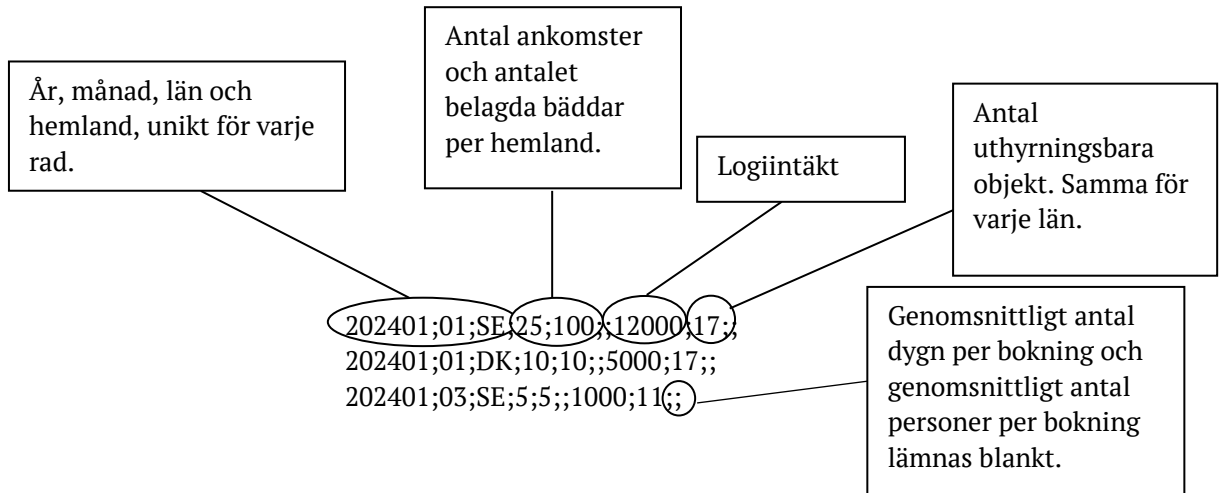 Antal ankomster
och antalet
belagda bäddar
per hemland.
År, månad, län och
hemland, unikt för varje
rad.
Logiintäkt
Antal
uthyrningsbara
objekt. Samma för
varje län.
202401;01;SE;25;100;;12000;17;;
202401;01;DK;10;10;;5000;17;;
202401;03;SE;5;5;;1000;11;;
Genomsnittligt antal
dygn per bokning och
genomsnittligt antal
personer per bokning
lämnas blankt.